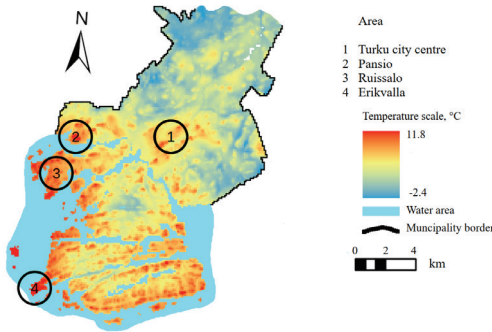 N
Area
1 Turku city centre
2 Pansio
3 Ruissalo
4 Erikvalla
Temperature scale, °C
11.8
-2.4
Water area
Muncipality border
0 2 4
km
1
2
3
4